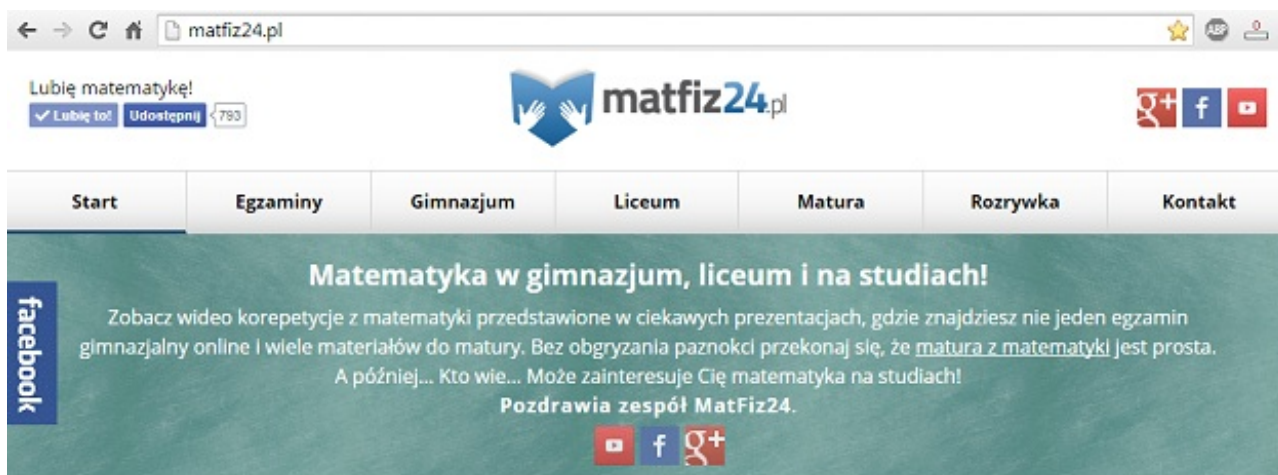 matfiz24.pl
ABP
Lubię matematykę!
Lubię to! Udostępnij 793
matfiz24.pl
g+ f
Start Egzaminy Gimnazjum Liceum Matura Rozrywka Kontakt
Matematyka w gimnazjum, liceum i na studiach!
Zobacz wideo korepetycje z matematyki przedstawione w ciekawych prezentacjach, gdzie znajdziesz nie jeden egzamin
gimnazjalny online i wiele materiałów do matury. Bez obgryzania paznokci przekonaj się, że matura z matematyki jest prosta.
A później... Kto wie... Może zainteresuje Cię matematyka na studiach!
Pozdrawia zespół MatFiz24.
f g+
facebook